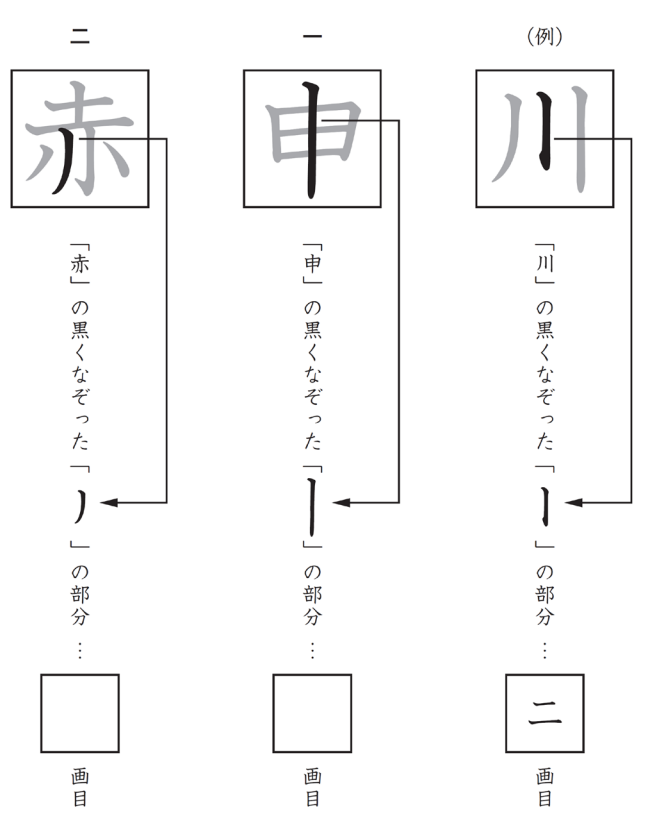 (例)
川
「川」の黒くなぞった「丨」の部分…二画目
一
申
「申」の黒くなぞった「丨」の部分…画目
二
赤
「赤」の黒くなぞった「ノ」の部分…画目